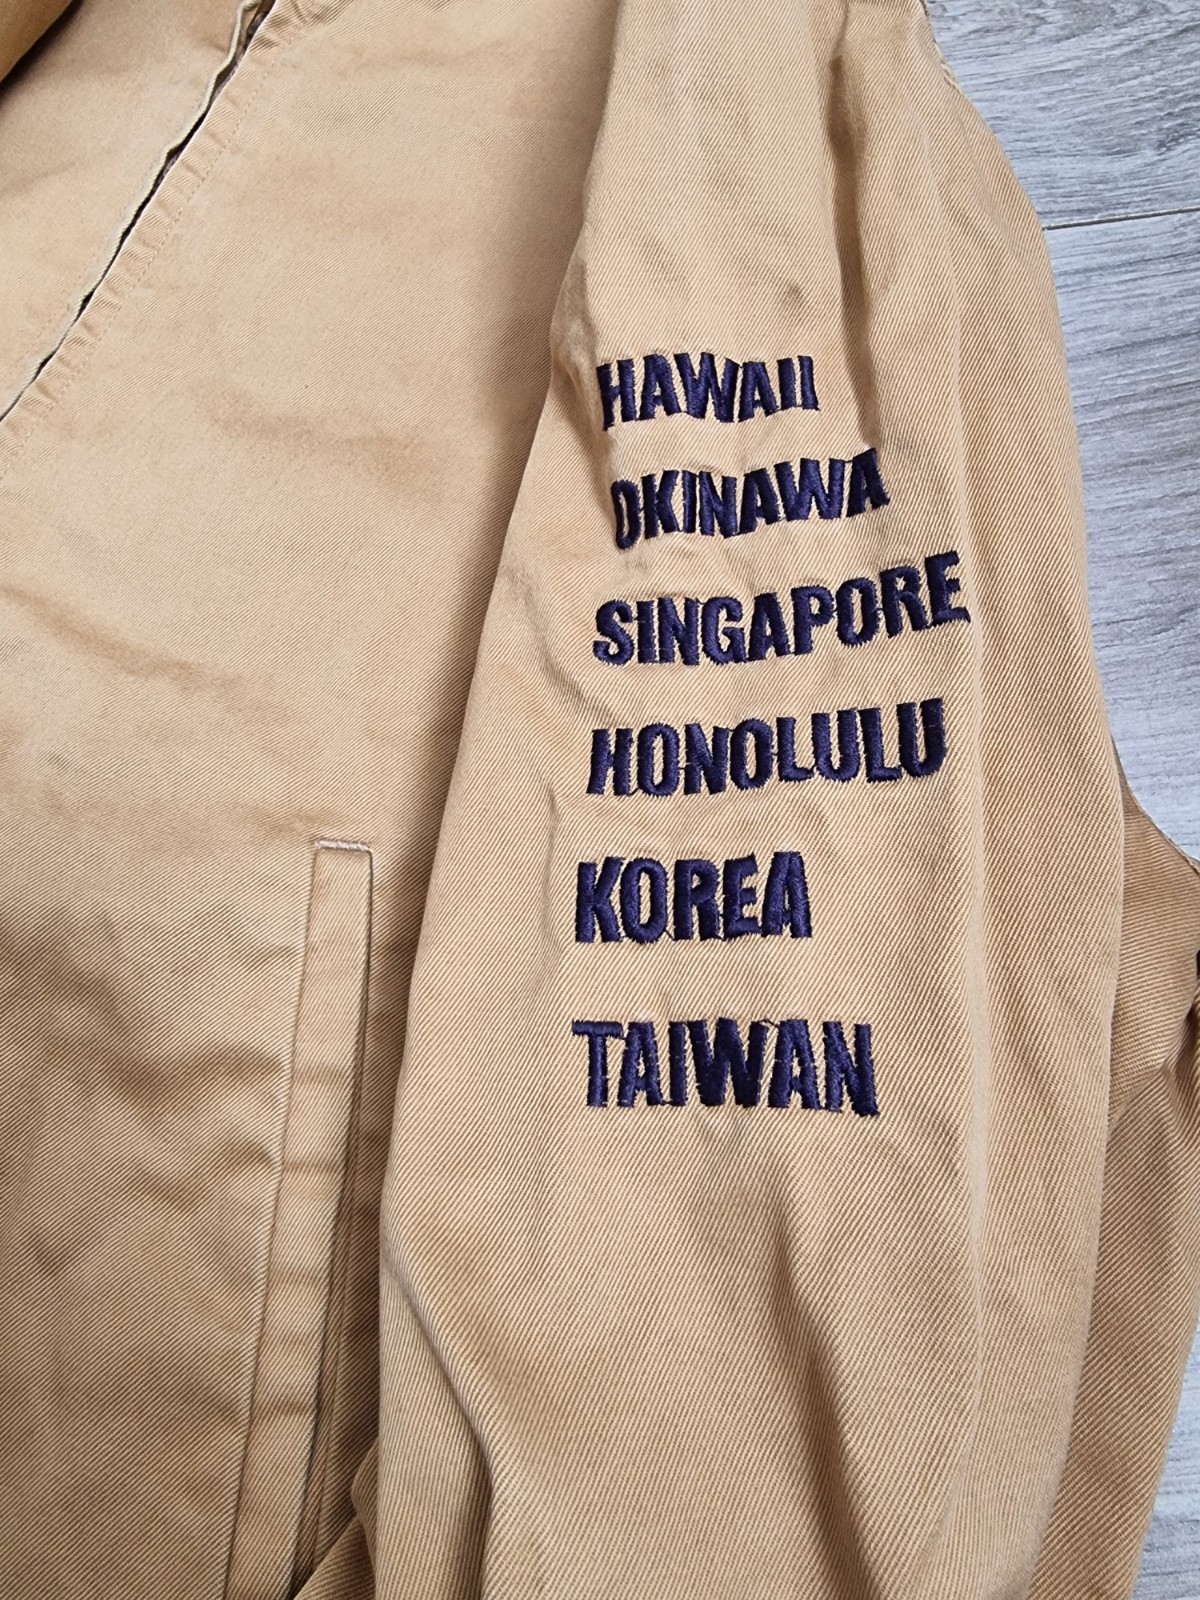 HAWAII
OKINAWA
SINGAPORE
HONOLULU
KOREA
TAIWAN